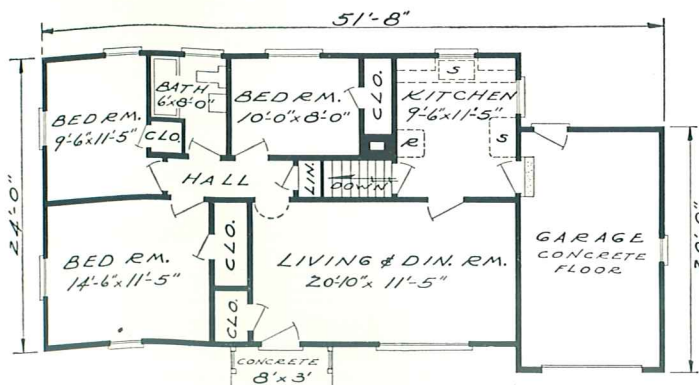 51'-8"
BATH
6'x8'-0"
BED RM.
9'-6"x11'-5"
CLO.
BED RM.
10'-0"x8'-0"
CLO.
S
KITCHEN
9'-6"x11'-5"
S
R
HALL
LIN.
DOWN
24'-0"
BED RM.
14'-6"x11'-5"
CLO.
CLO.
LIVING & DIN. RM.
20'-10"x 11'-5"
GARAGE
CONCRETE
FLOOR
CONCRETE
8'x3'